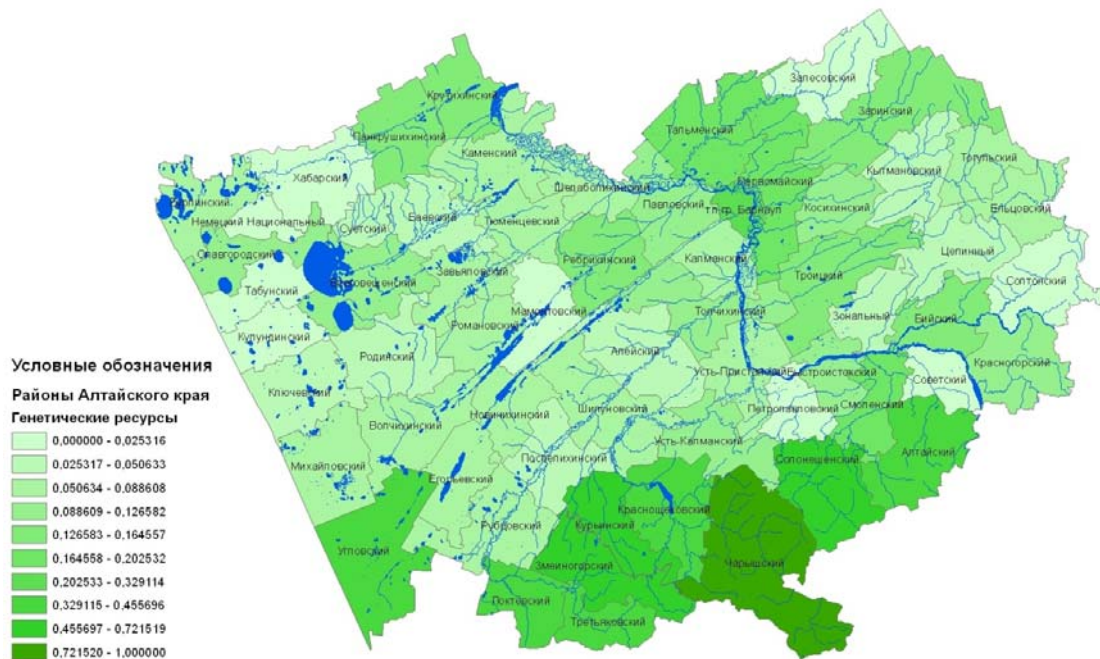 Залесовский
Крутихинский
Заринский
Тальменский
Панкрушихинский
Каменский
Кытмановский
Тогульский
Хабарский
Первомайский
Шелаболихинский
Павловский
т.п.гр. Барнаул
Косихинский
Ельцовский
Немецкий Национальный
Баевский
Тюменцевский
Суетский
Славгородский
Ребрихинский
Калманский
Целинный
Завьяловский
Троицкий
Солтонский
Табунский
Мамонтовский
Топчихинский
Зональный
Бийский
Романовский
Кулундинский
Алейский
Родинский
Красногорский
Усть-Пристанский
Быстроистокский
Советский
Ключевский
Волчихинский
Новичихинский
Шипуновский
Петропавловский
Смоленский
Усть-Калманский
Поспелихинский
Солонешенский
Алтайский
Михайловский
Егорьевский
Краснощековский
Рубцовский
Курьинский
Угловский
Чарышский
Змеиногорский
Локтевский
Третьяковский
Условные обозначения
Районы Алтайского края
Генетические ресурсы
0,000000 - 0,025316
0,025317 - 0,050633
0,050634 - 0,088608
0,088609 - 0,126582
0,126583 - 0,164557
0,164558 - 0,202532
0,202533 - 0,329114
0,329115 - 0,455696
0,455697 - 0,721519
0,721520 - 1,000000